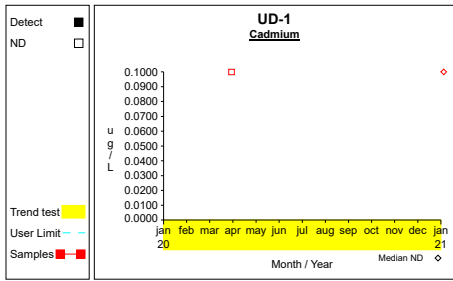 Detect
ND
Trend test
User Limit
Samples
UD-1
Cadmium
ug/L
0.1000
0.0900
0.0800
0.0700
0.0600
0.0500
0.0400
0.0300
0.0200
0.0100
0.0000
jan feb mar apr may jun jul aug sep oct nov dec jan
20 21
Month / Year
Median ND